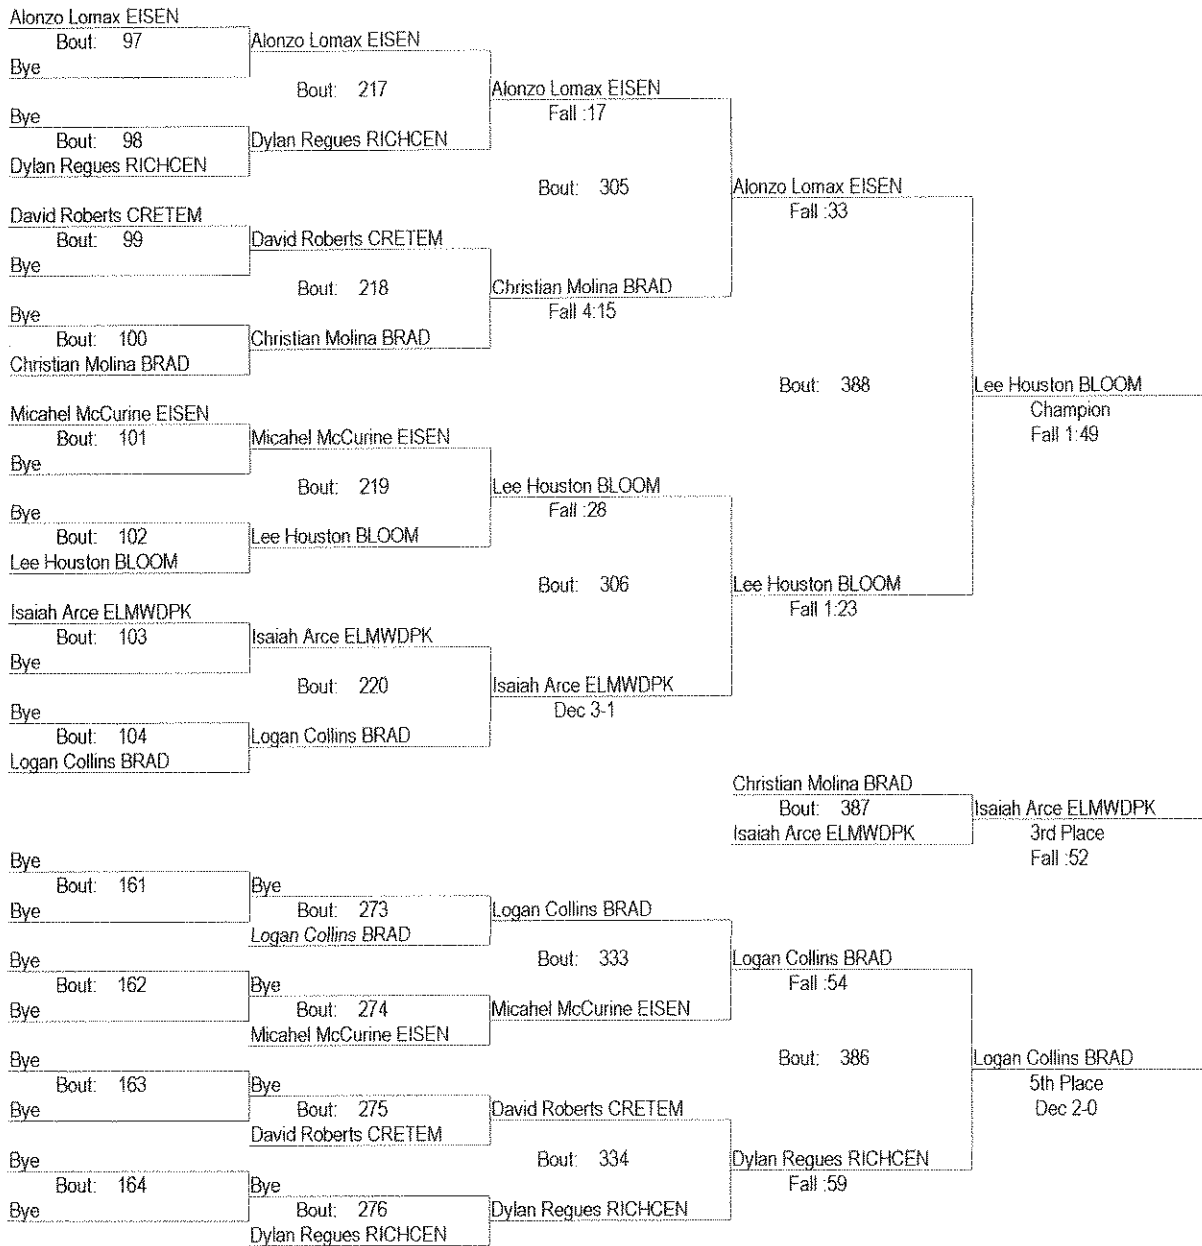 Alonzo Lomax EISEN
Bout: 97
Bye
Alonzo Lomax EISEN
Bout: 217
Bye
Bout: 98
Dylan Regues RICHCEN
Dylan Regues RICHCEN
Alonzo Lomax EISEN
Fall :17
Bout: 305
David Roberts CRETEM
Bout: 99
Bye
David Roberts CRETEM
Bout: 218
Bye
Bout: 100
Christian Molina BRAD
Christian Molina BRAD
Christian Molina BRAD
Fall 4:15
Alonzo Lomax EISEN
Fall :33
Bout: 388
Micahel McCurine EISEN
Bout: 101
Bye
Micahel McCurine EISEN
Bout: 219
Bye
Bout: 102
Lee Houston BLOOM
Lee Houston BLOOM
Lee Houston BLOOM
Fall :28
Bout: 306
Isaiah Arce ELMWDPK
Bout: 103
Bye
Isaiah Arce ELMWDPK
Bout: 220
Bye
Bout: 104
Logan Collins BRAD
Logan Collins BRAD
Isaiah Arce ELMWDPK
Dec 3-1
Lee Houston BLOOM
Fall 1:23
Lee Houston BLOOM
Champion
Fall 1:49
Christian Molina BRAD
Bout: 387
Isaiah Arce ELMWDPK
Isaiah Arce ELMWDPK
3rd Place
Fall :52
Bye
Bout: 161
Bye
Bye
Bout: 273
Logan Collins BRAD
Logan Collins BRAD
Bout: 333
Bye
Bout: 162
Bye
Bye
Bout: 274
Micahel McCurine EISEN
Micahel McCurine EISEN
Logan Collins BRAD
Fall :54
Bout: 386
Bye
Bout: 163
Bye
Bye
Bout: 275
David Roberts CRETEM
David Roberts CRETEM
Bout: 334
Bye
Bout: 164
Bye
Bye
Bout: 276
Dylan Regues RICHCEN
Dylan Regues RICHCEN
Dylan Regues RICHCEN
Fall :59
Logan Collins BRAD
5th Place
Dec 2-0